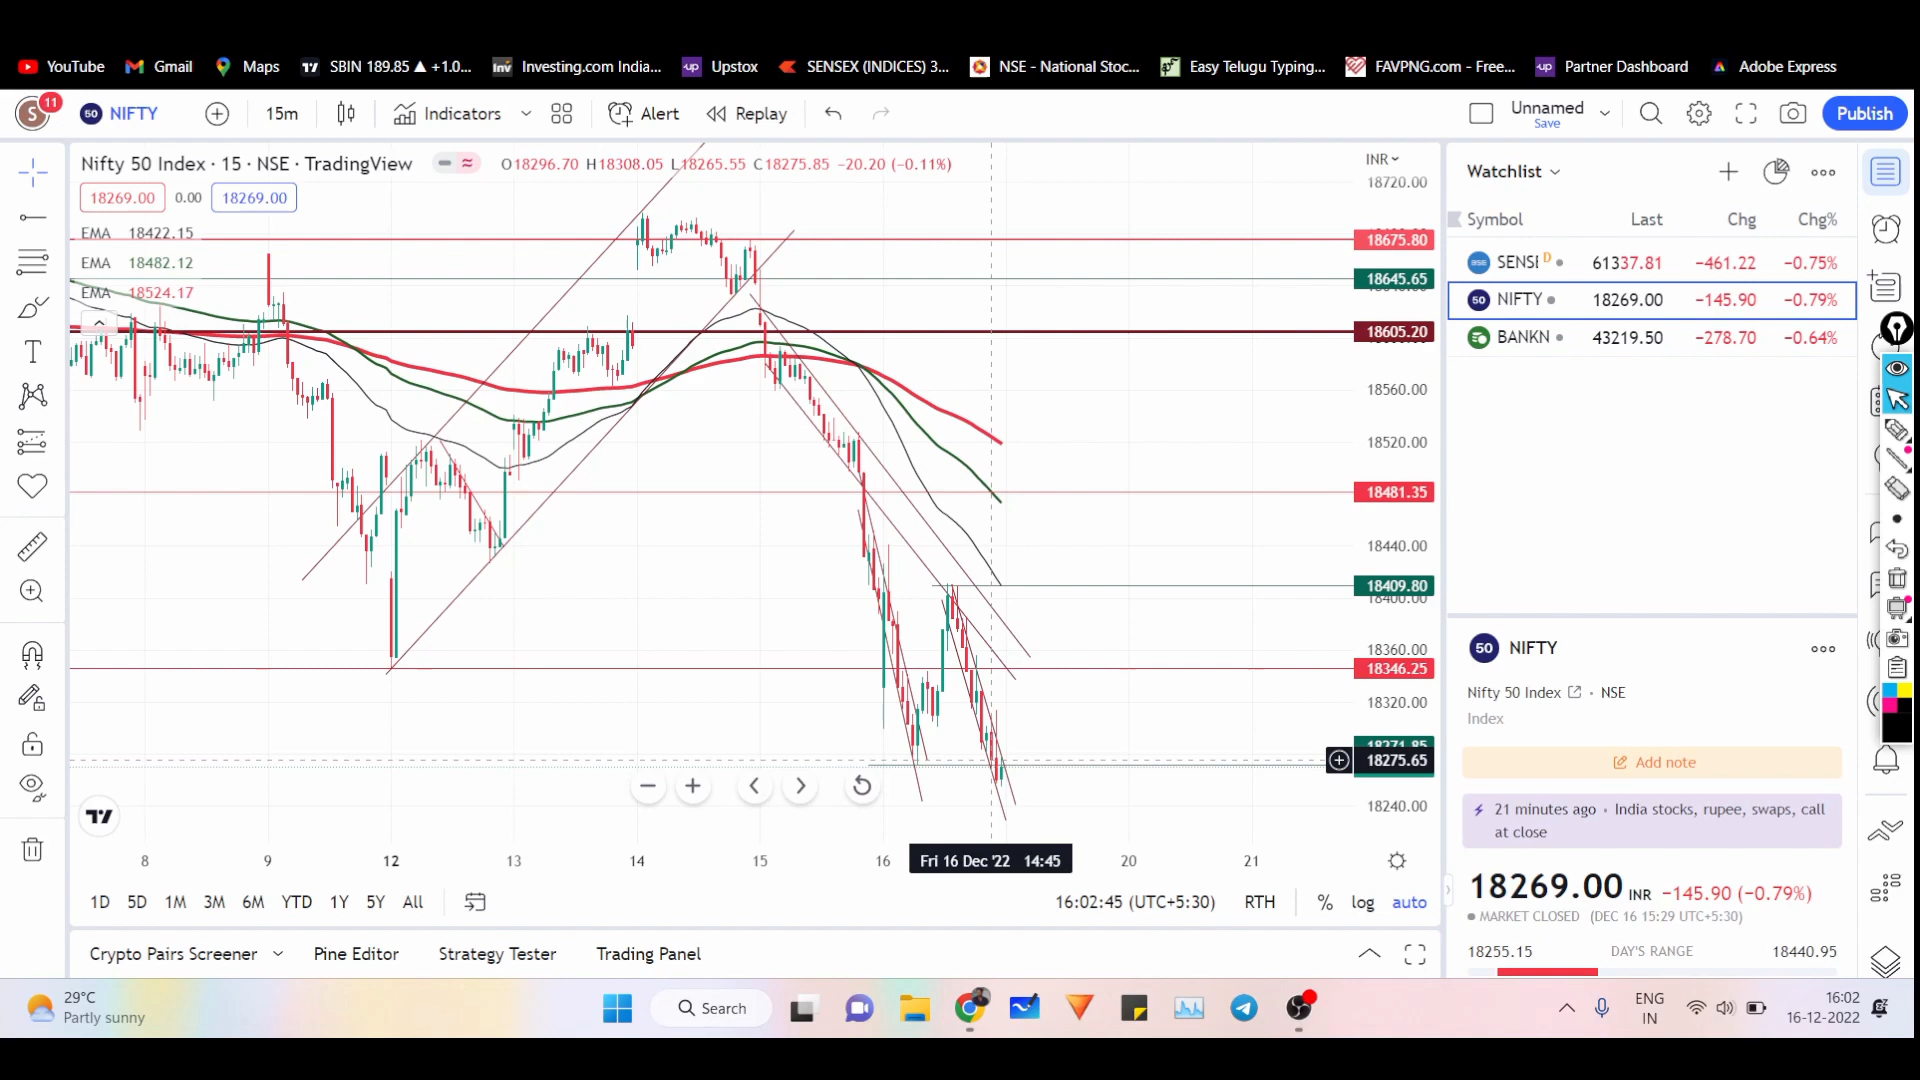 YouTube Gmail Maps SBIN 189.85 ▲ +1.0... Investing.com India... Upstox SENSEX (INDICES) 3... NSE - National Stoc... Easy Telugu Typing... FAVPNG.com - Free... Partner Dashboard Adobe Express
S 11 50 NIFTY 15m Indicators Alert Replay Unnamed Publish
Save
Nifty 50 Index · 15 · NSE · TradingView O18296.70 H18308.05 L18265.55 C18275.85 −20.20 (−0.11%)
18269.00 0.00 18269.00
EMA 18422.15
EMA 18482.12
EMA 18524.17
INR
18720.00
18675.80
18645.65
18605.20
18560.00
18520.00
18481.35
18440.00
18409.80
18400.00
18360.00
18346.25
18320.00
18271.85
18275.65
18240.00
8 9 12 13 14 15 16 Fri 16 Dec '22 14:45 20 21
1D 5D 1M 3M 6M YTD 1Y 5Y All 16:02:45 (UTC+5:30) RTH % log auto
Crypto Pairs Screener Pine Editor Strategy Tester Trading Panel
Watchlist
Symbol Last Chg Chg%
SENSI D 61337.81 −461.22 −0.75%
50 NIFTY 18269.00 −145.90 −0.79%
BANKN 43219.50 −278.70 −0.64%
50 NIFTY
Nifty 50 Index · NSE
Index
Add note
21 minutes ago · India stocks, rupee, swaps, call
at close
18269.00 INR −145.90 (−0.79%)
MARKET CLOSED (DEC 16 15:29 UTC+5:30)
18255.15 DAY'S RANGE 18440.95
29°C
Partly sunny
Search
ENG
IN
16:02
16-12-2022